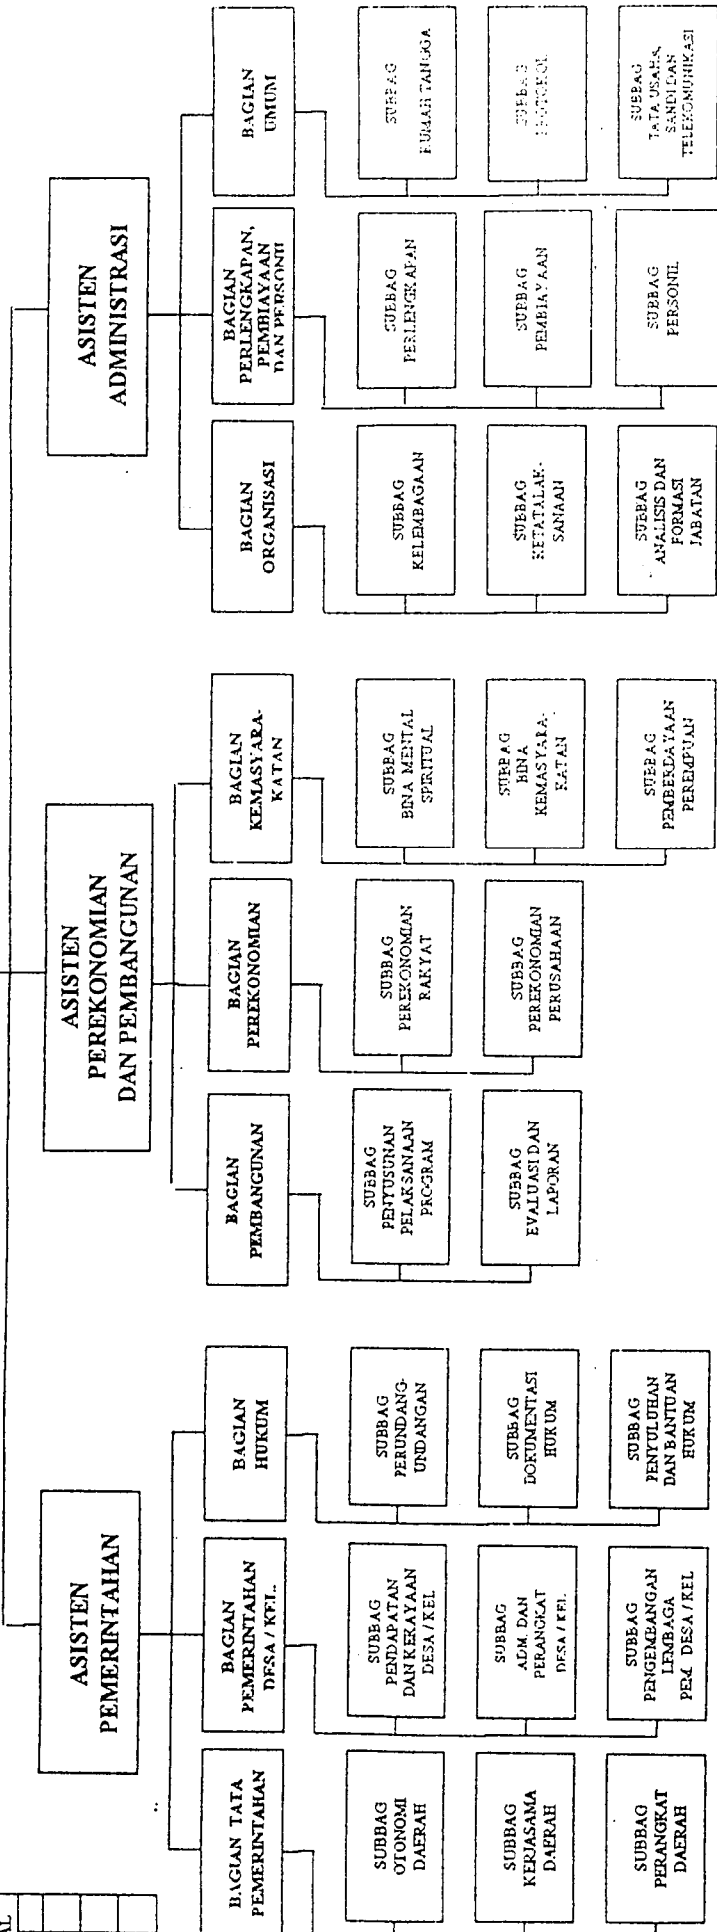 AL
ASISTEN
PEMERINTAHAN
ASISTEN
PEREKONOMIAN
DAN PEMBANGUNAN
ASISTEN
ADMINISTRASI
BAGIAN TATA
PEMERINTAHAN
BAGIAN
PEMERINTAHAN
DESA / KEL.
BAGIAN
HUKUM
BAGIAN
PEMBANGUNAN
BAGIAN
PEREKONOMIAN
BAGIAN
KEMASYARA-
KATAN
BAGIAN
ORGANISASI
BAGIAN
PERLENGKAPAN,
PEMBIAYAAN
DAN PERSONIL
BAGIAN
UMUM
SUBBAG
OTONOMI
DAERAH
SUBBAG
PENDAPATAN
DAN KEKAYAAN
DESA / KEL
SUBBAG
PERUNDANG-
UNDANGAN
SUBBAG
PENYUSUNAN
PELAKSANAAN
PROGRAM
SUBBAG
PEREKONOMIAN
RAKYAT
SUBBAG
BINA MENTAL
SPIRITUAL
SUBBAG
KELEMBAGAAN
SUBBAG
PERLENGKAPAN
SUBBAG
RUMAH TANGGA
SUBBAG
KERJASAMA
DAERAH
SUBBAG
ADM. DAN
PERANGKAT
DESA / KEL
SUBBAG
DOKUMENTASI
HUKUM
SUBBAG
EVALUASI DAN
LAPORAN
SUBBAG
PEREKONOMIAN
PERUSAHAAN
SUBBAG
BINA
KEMASYARA-
KATAN
SUBBAG
KETATALAK-
SANAAN
SUBBAG
PEMBIAYAAN
SUBBAG
PROTOKOL
SUBBAG
PERANGKAT
DAERAH
SUBBAG
PENGEMBANGAN
LEMBAGA
PEM. DESA / KEL
SUBBAG
PENYULUHAN
DAN BANTUAN
HUKUM
SUBBAG
PEMBERDAYAAN
PEREMPUAN
SUBBAG
ANALISIS DAN
FORMASI
JABATAN
SUBBAG
PERSONIL
SUBBAG
TATA USAHA,
SANDI DAN
TELEKOMUNIKASI